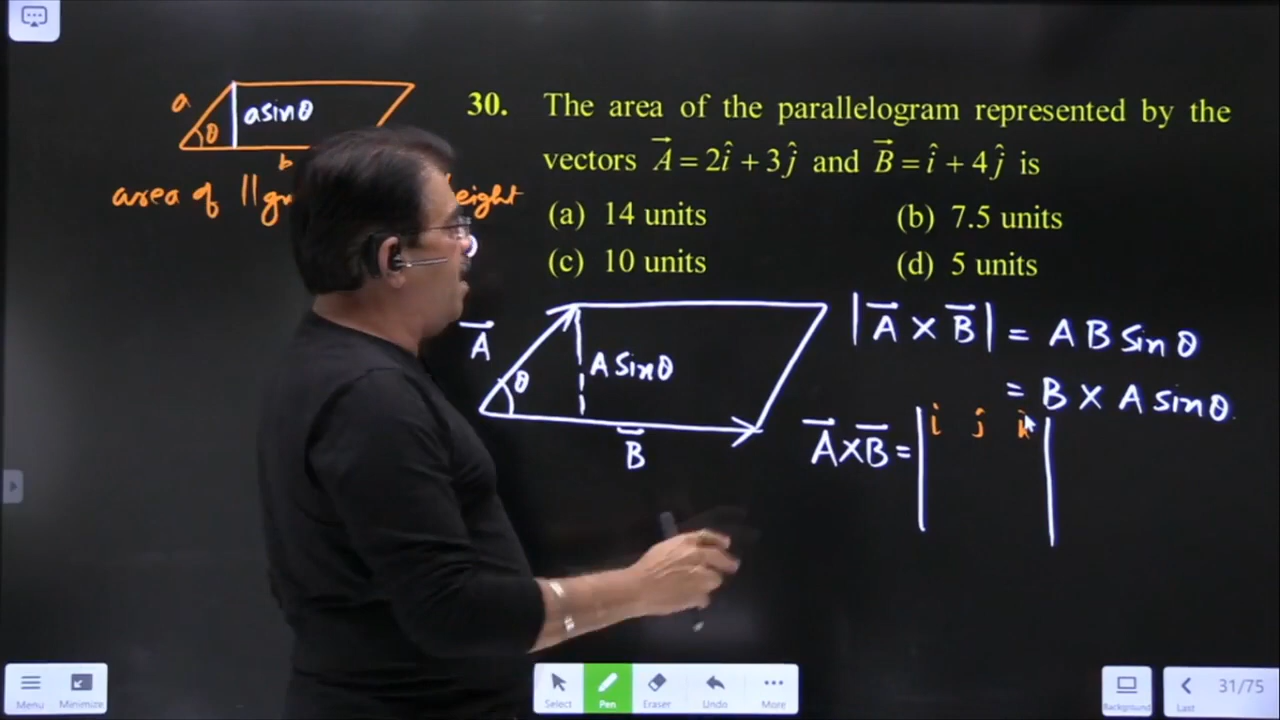 a
a sinθ
θ
b
area of ||gr
eight
30. The area of the parallelogram represented by the
vectors A⃗ = 2î + 3ĵ and B⃗ = î + 4ĵ is
(a) 14 units (b) 7.5 units
(c) 10 units (d) 5 units
A⃗
θ
A Sinθ
B⃗
|A⃗ × B⃗| = A B Sin θ
= B × A sinθ.
A⃗×B⃗ = | i j k |
Menu
Minimize
Select
Pen
Eraser
Undo
More
Background
Last
31/75